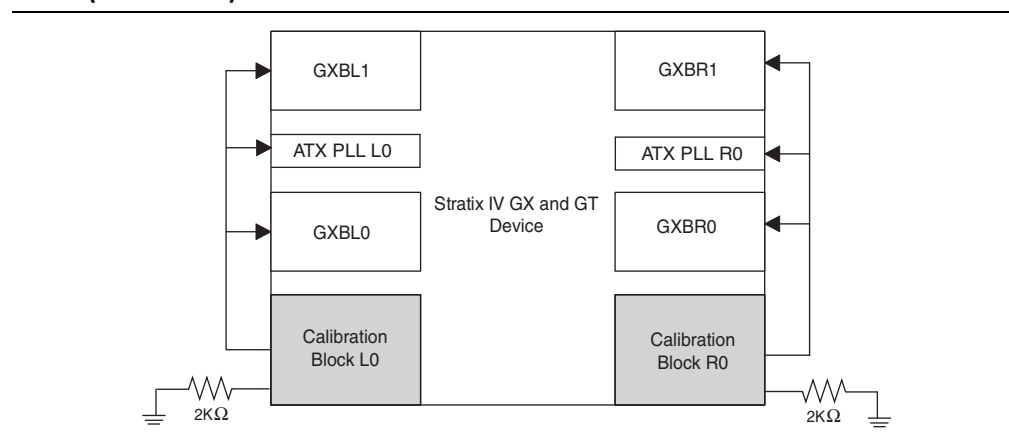 GXBL1
GXBR1
ATX PLL L0
ATX PLL R0
Stratix IV GX and GT
Device
GXBL0
GXBR0
Calibration
Block L0
Calibration
Block R0
2KΩ
2KΩ